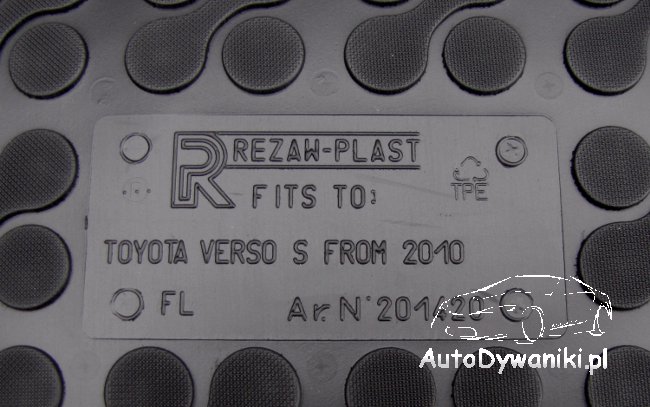 R REZAW-PLAST
FITS TO:
TPE
TOYOTA VERSO S FROM 2010
FL Ar. N° 201420
AutoDywaniki.pl